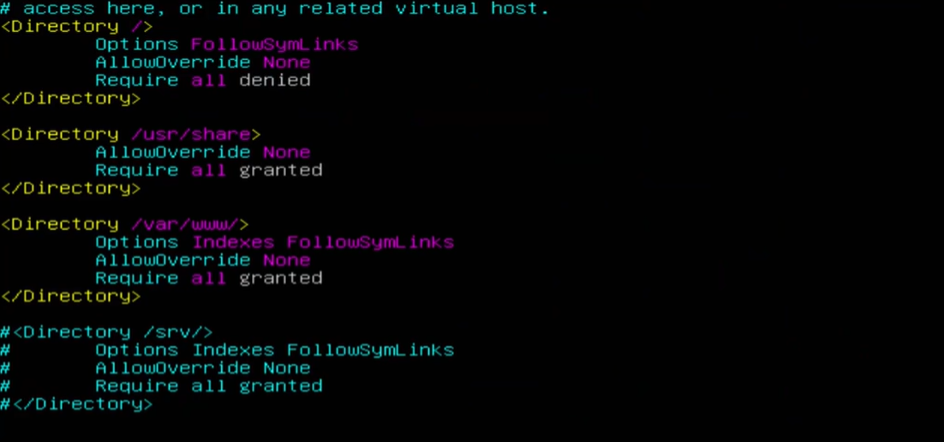 # access here, or in any related virtual host.
<Directory />
        Options FollowSymLinks
        AllowOverride None
        Require all denied
</Directory>

<Directory /usr/share>
        AllowOverride None
        Require all granted
</Directory>

<Directory /var/www/>
        Options Indexes FollowSymLinks
        AllowOverride None
        Require all granted
</Directory>

#<Directory /srv/>
#       Options Indexes FollowSymLinks
#       AllowOverride None
#       Require all granted
#</Directory>